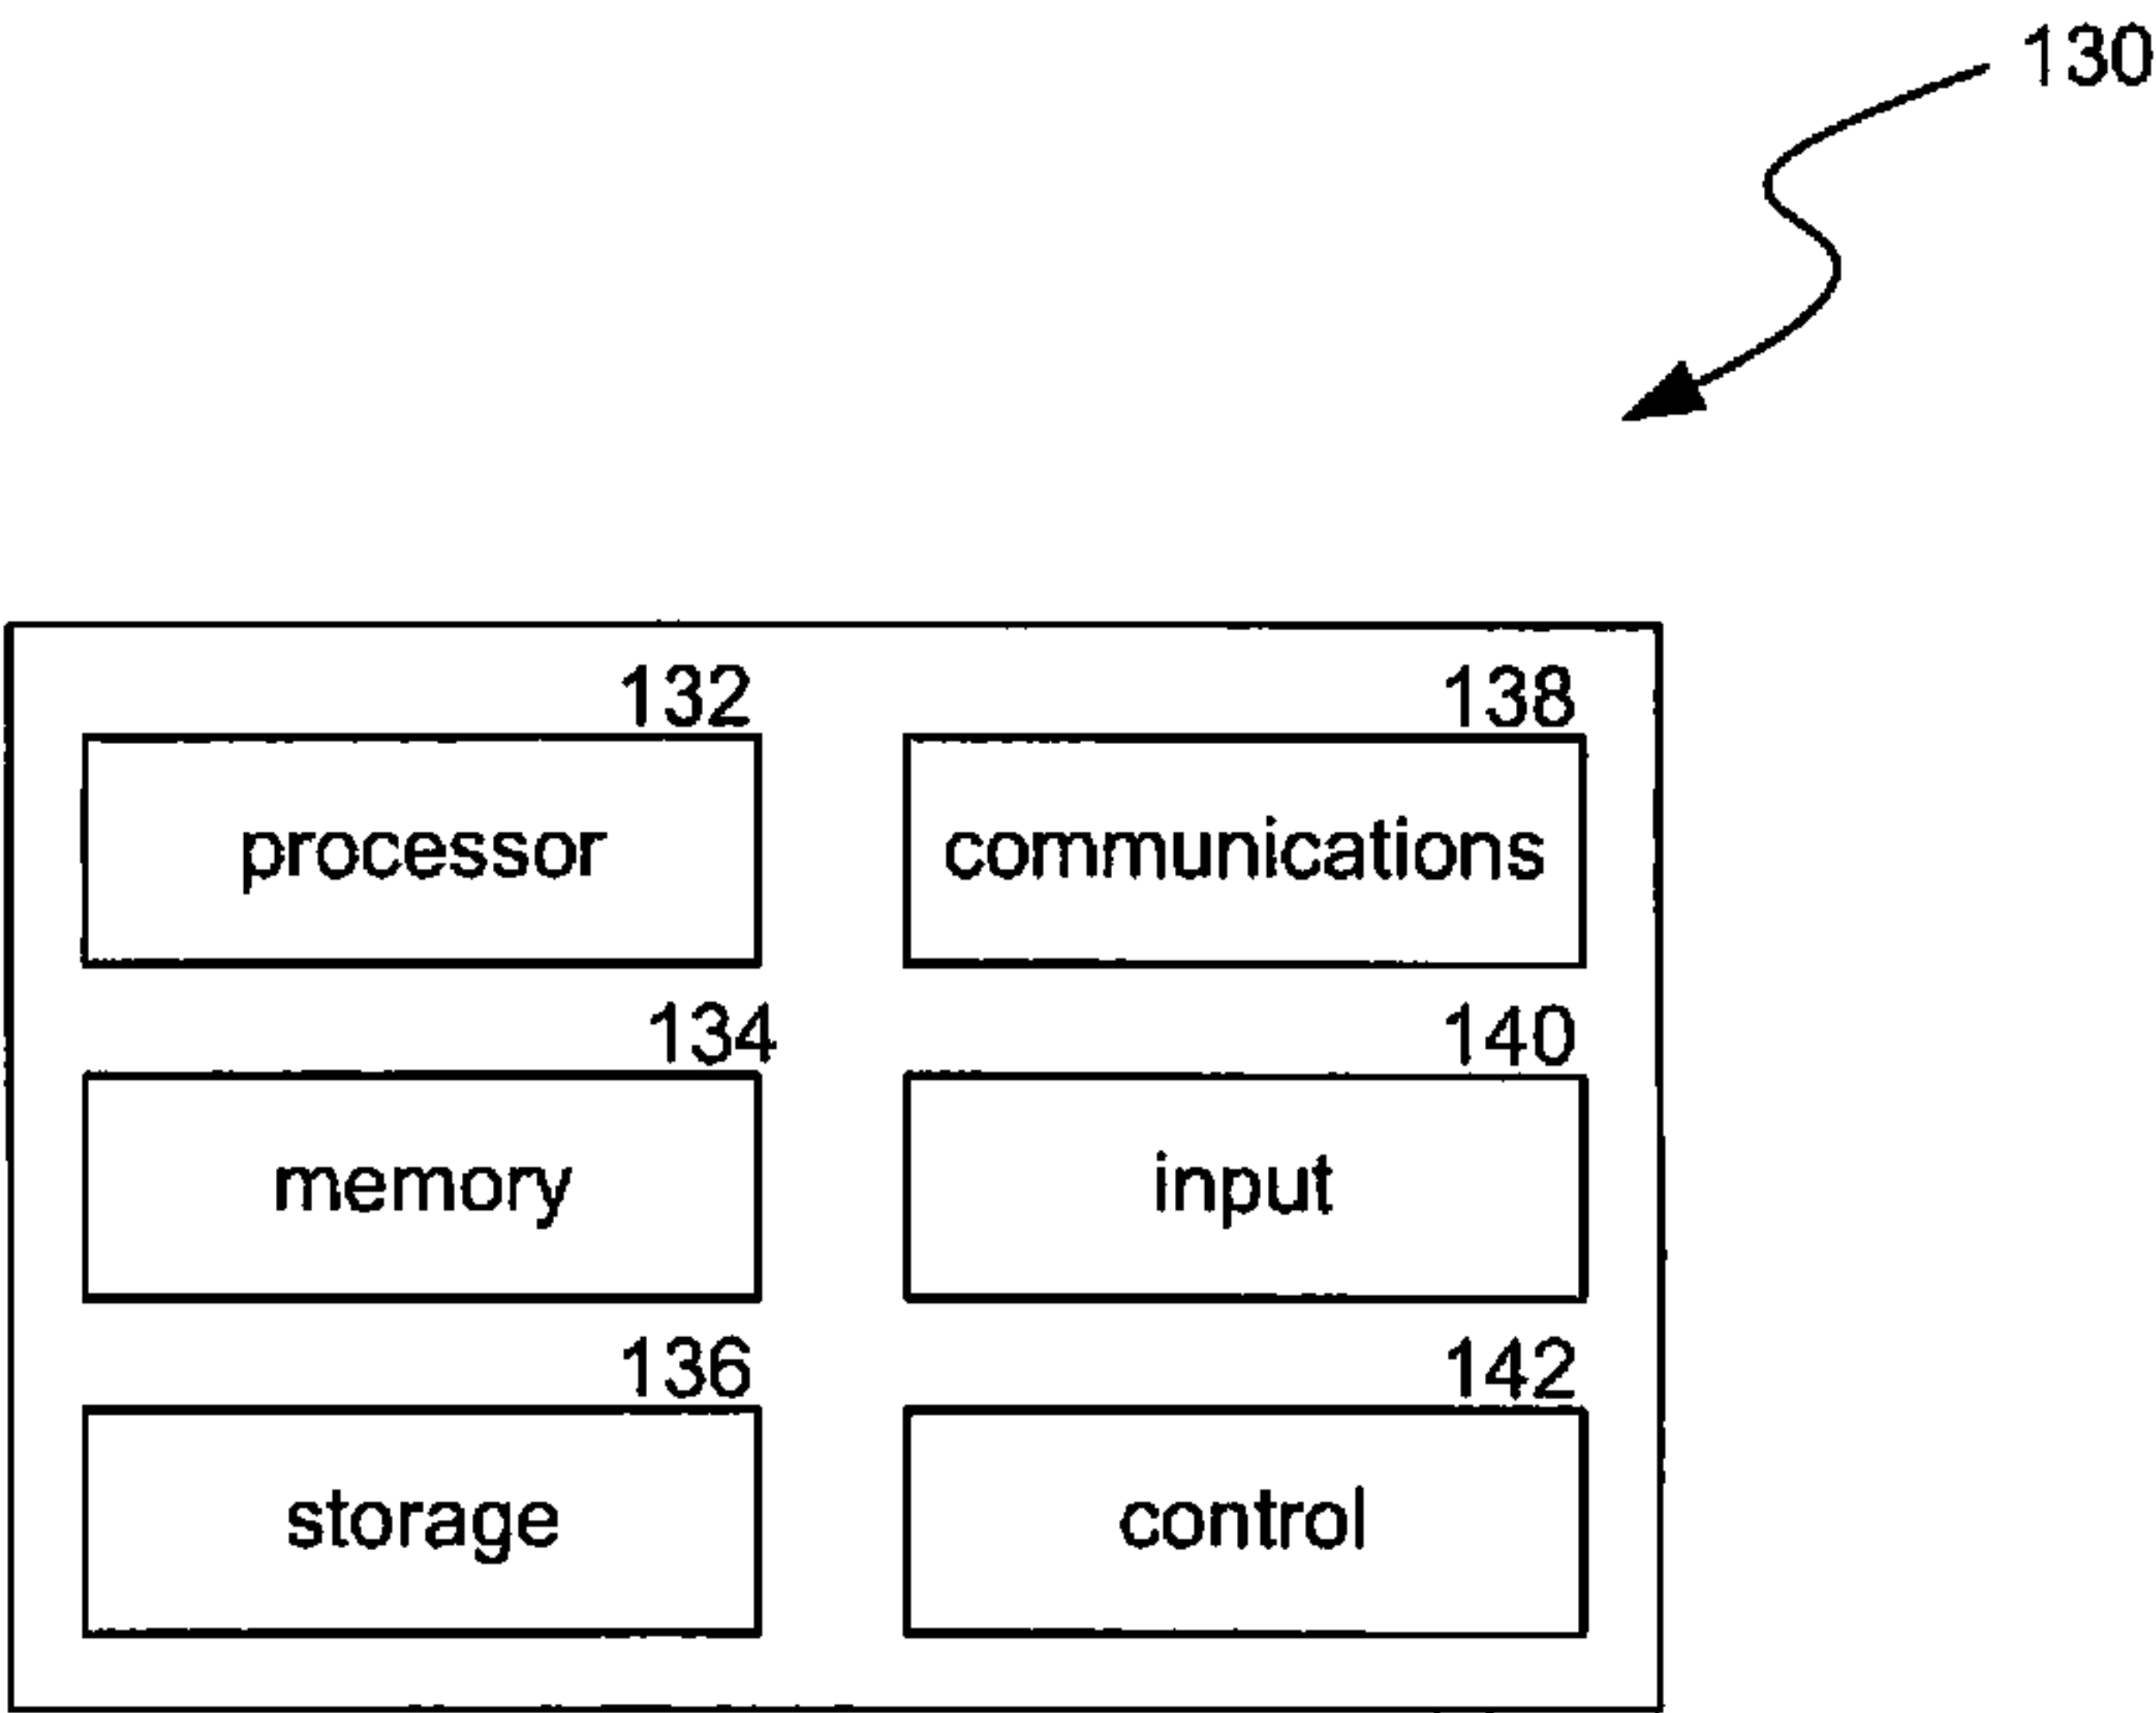 130
132
138
processor
communications
134
140
memory
input
136
142
storage
control